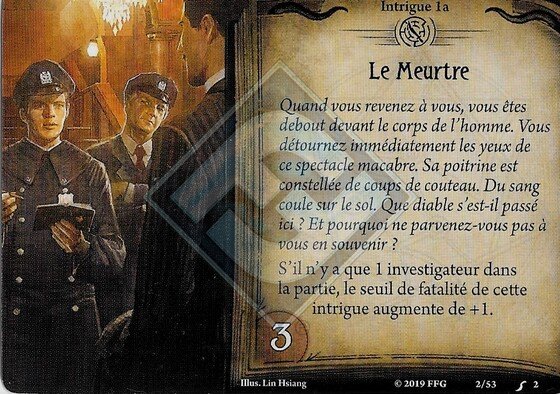 Intrigue 1a
Le Meurtre
Quand vous revenez à vous, vous êtes
debout devant le corps de l'homme. Vous
détournez immédiatement les yeux de
ce spectacle macabre. Sa poitrine est
constellée de coups de couteau. Du sang
coule sur le sol. Que diable s'est-il passé
ici ? Et pourquoi ne parvenez-vous pas à
vous en souvenir ?
S'il n'y a que 1 investigateur dans
la partie, le seuil de fatalité de cette
intrigue augmente de +1.
3
Illus. Lin Hsiang © 2019 FFG 2/53 2